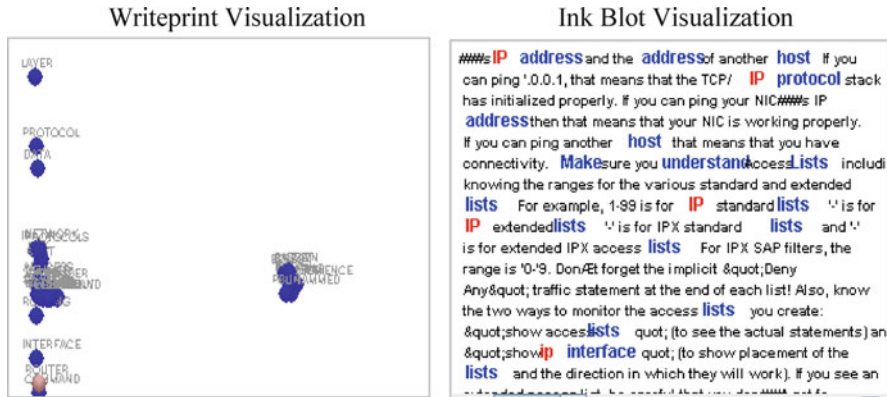 Writeprint Visualization
Ink Blot Visualization
LAYER
PROTOCOL
DATA
NETWORK
PROTOCOLS
INTERFACE
ROUTER
COMMAND
####s IP address and the address of another host If you
can ping '.0.0.1, that means that the TCP/ IP protocol stack
has initialized properly. If you can ping your NIC####s IP
address then that means that your NIC is working properly.
If you can ping another host that means that you have
connectivity. Make sure you understand Access Lists includi
knowing the ranges for the various standard and extended
lists For example, 1-99 is for IP standard lists '-' is for
IP extended lists '-' is for IPX standard lists and '-'
is for extended IPX access lists For IPX SAP filters, the
range is '0-'9. DonÆt forget the implicit &quot;Deny
Any&quot; traffic statement at the end of each list! Also, know
the two ways to monitor the access lists you create:
&quot;show access lists quot; (to see the actual statements) an
&quot;show ip interface quot; (to show placement of the
lists and the direction in which they will work). If you see an